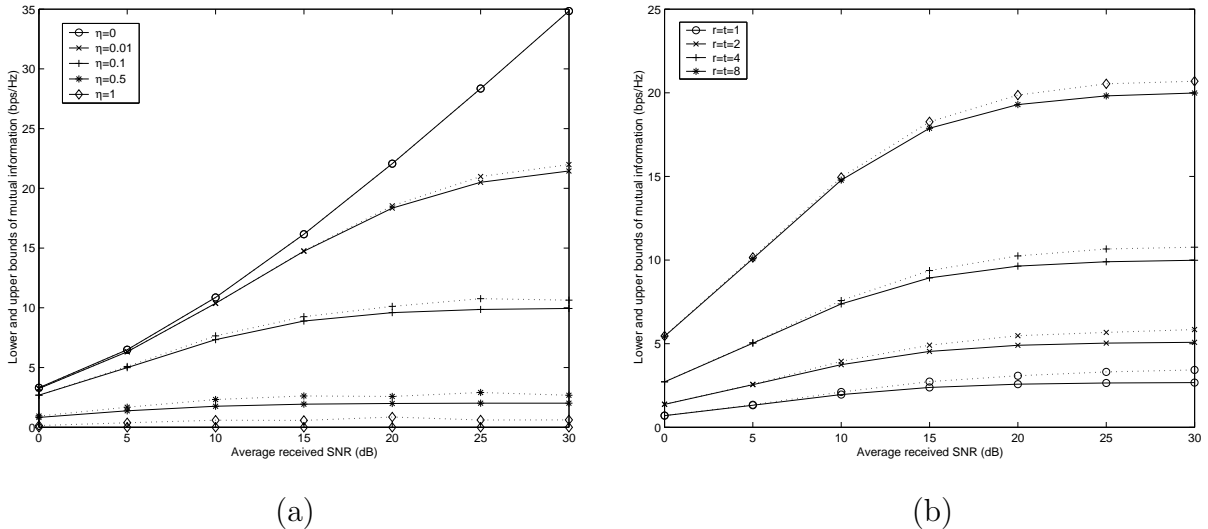 35
30
25
20
15
10
5
0
Lower and upper bounds of mutual information (bps/Hz)
η=0
η=0.01
η=0.1
η=0.5
η=1
0 5 10 15 20 25 30
Average received SNR (dB)
(a)
25
20
15
10
5
0
Lower and upper bounds of mutual information (bps/Hz)
r=t=1
r=t=2
r=t=4
r=t=8
0 5 10 15 20 25 30
Average received SNR (dB)
(b)